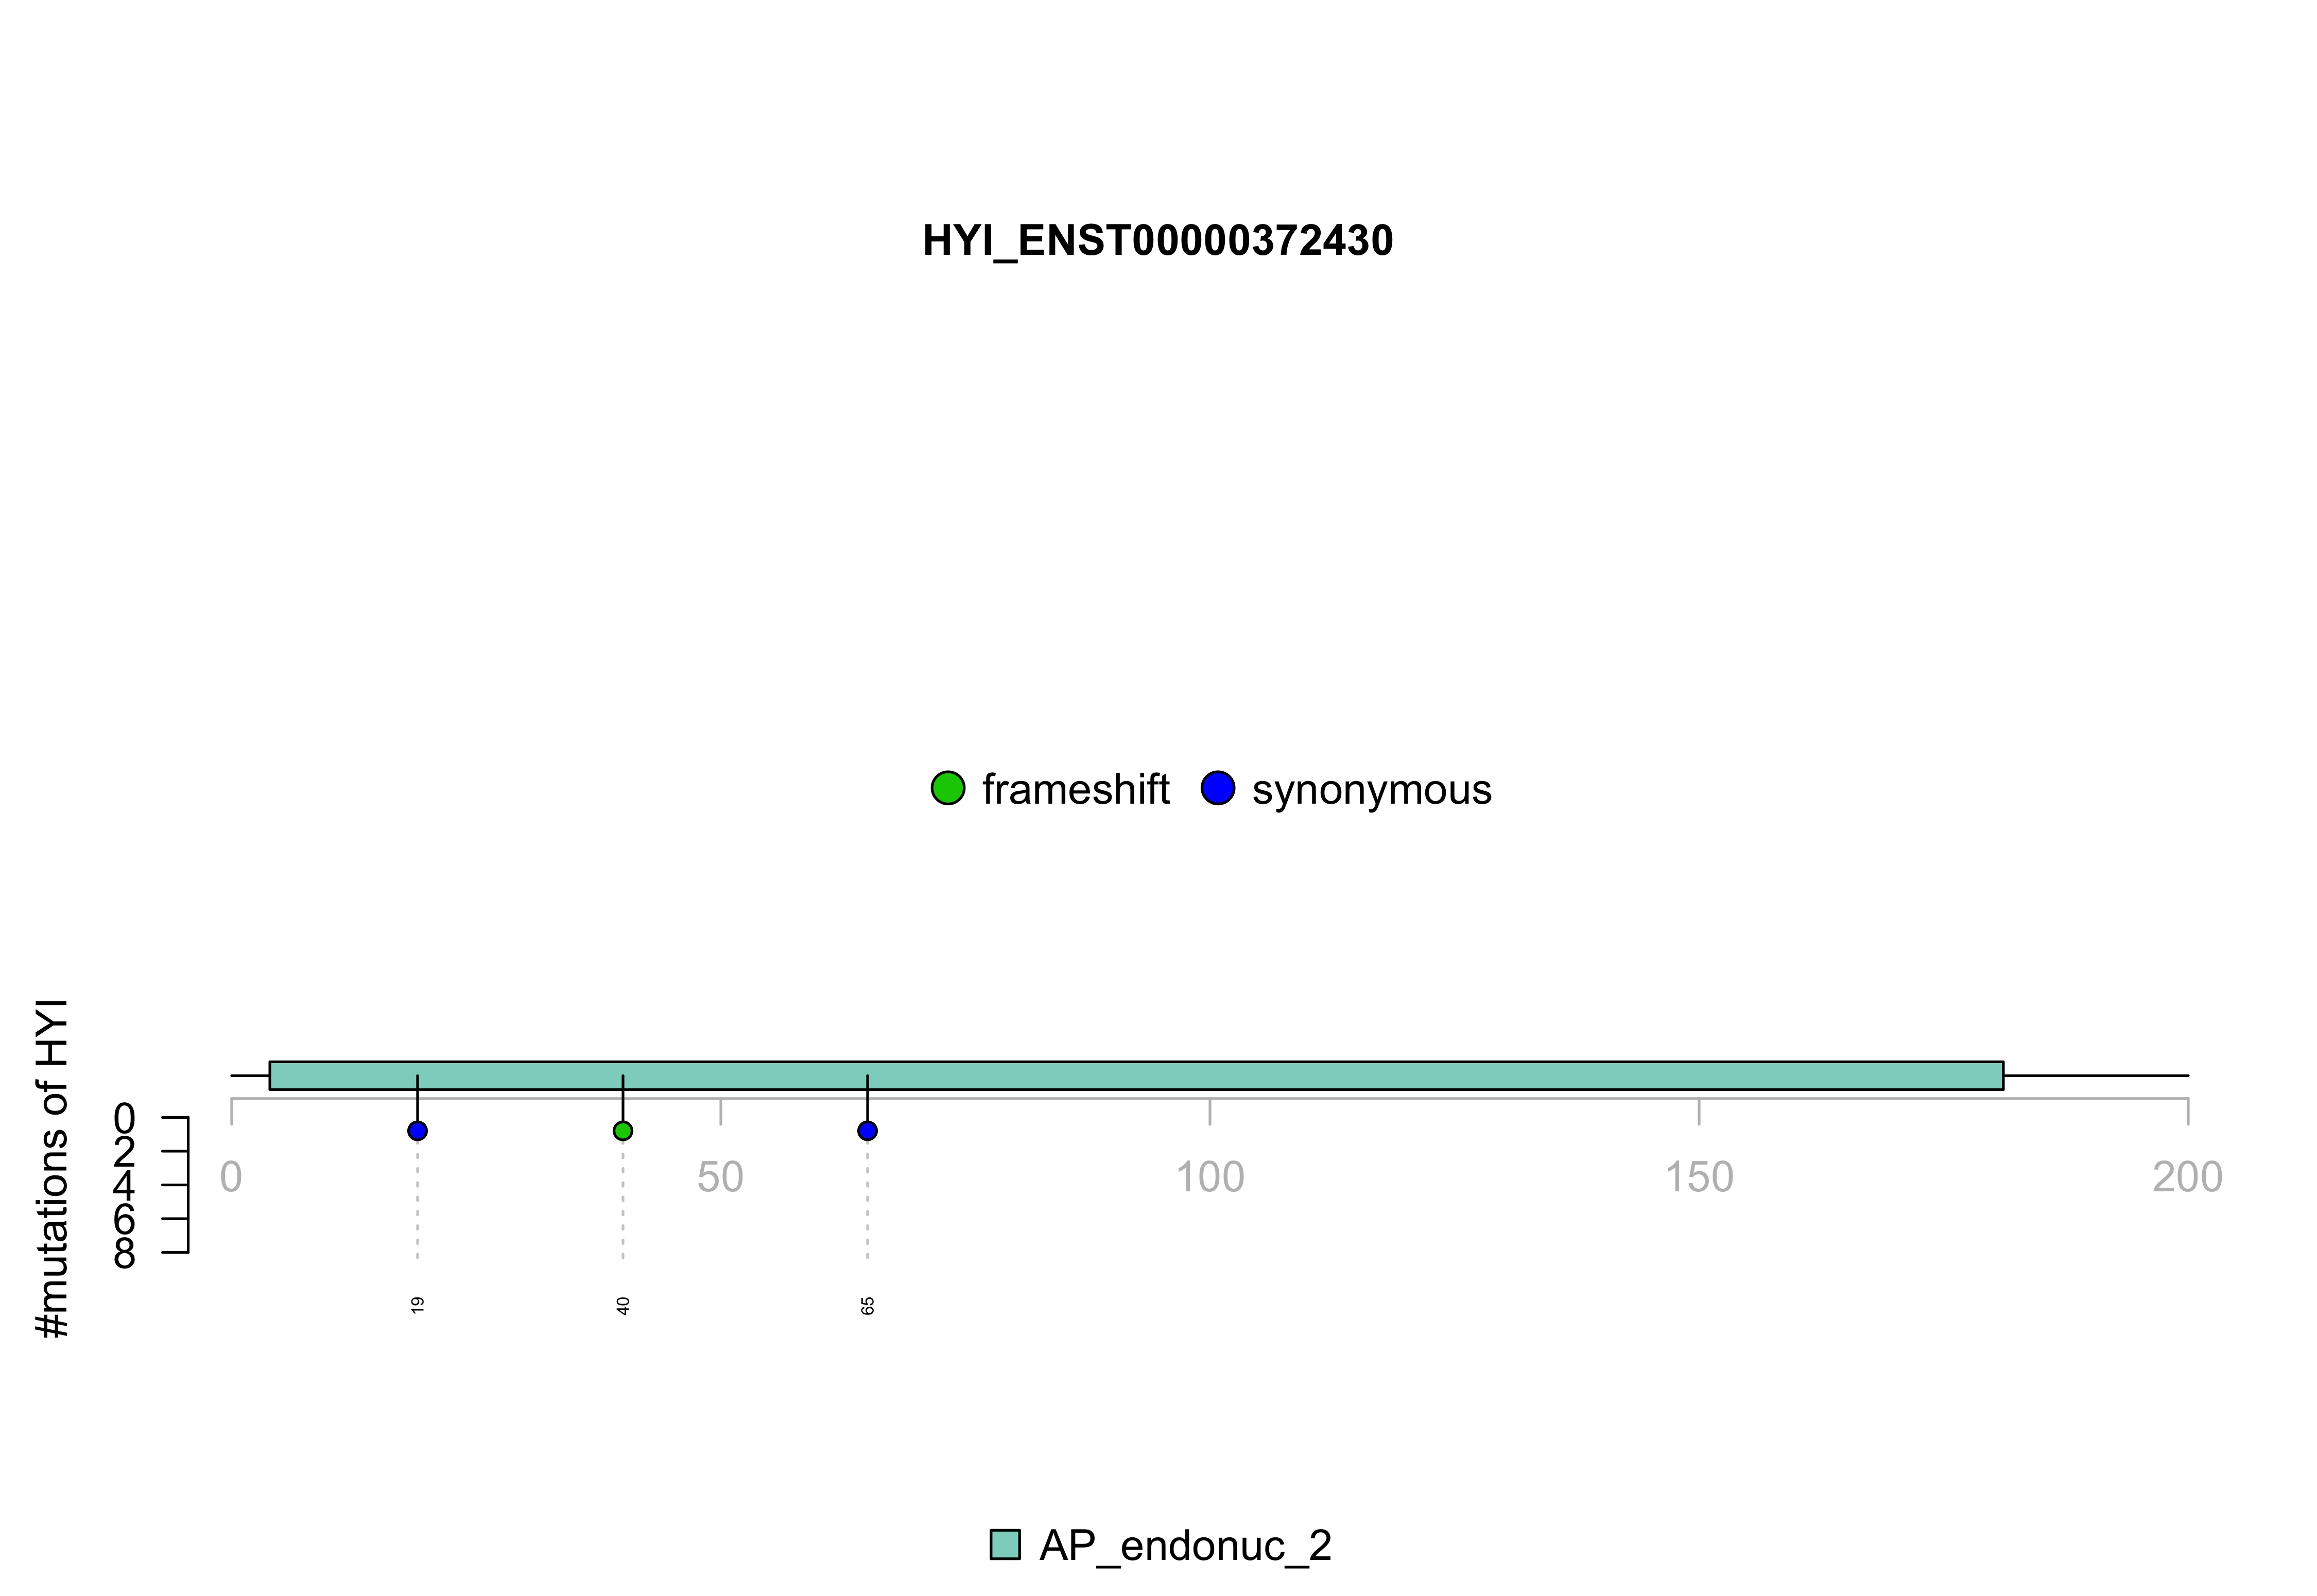 HYI_ENST00000372430
frameshift synonymous
#mutations of HYI
0
2
4
6
8
0 50 100 150 200
19 40 65
AP_endonuc_2